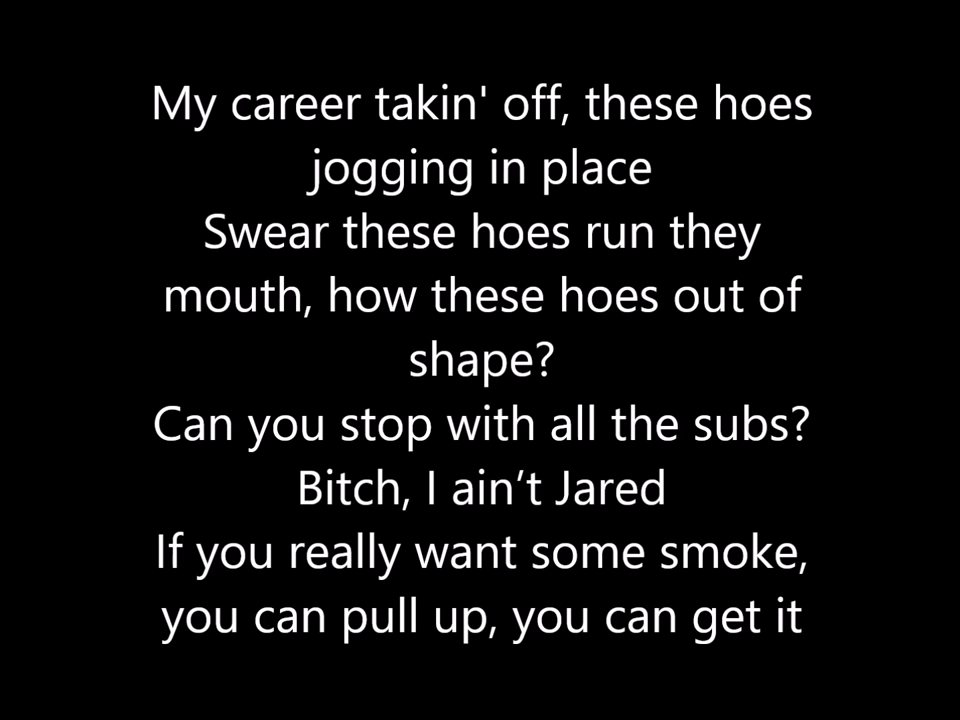 My career takin' off, these hoes
jogging in place
Swear these hoes run they
mouth, how these hoes out of
shape?
Can you stop with all the subs?
Bitch, I ain’t Jared
If you really want some smoke,
you can pull up, you can get it